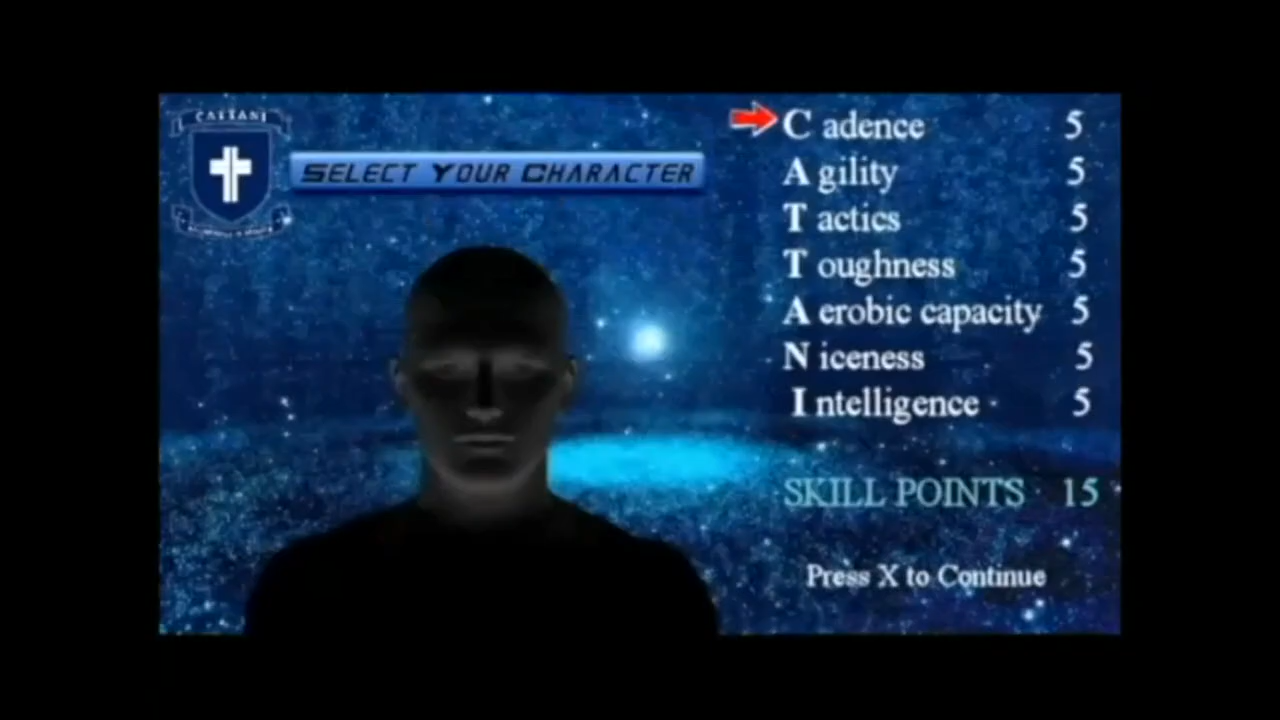 CATTANI
SELECT YOUR CHARACTER
C adence 5
A gility 5
T actics 5
T oughness 5
A erobic capacity 5
N iceness 5
I ntelligence 5
SKILL POINTS 15
Press X to Continue